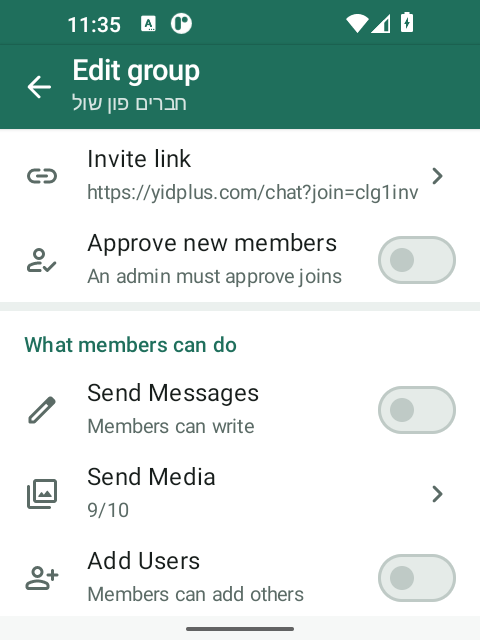 11:35
Edit group
חברים פון שול
Invite link
https://yidplus.com/chat?join=clg1inv
Approve new members
An admin must approve joins
What members can do
Send Messages
Members can write
Send Media
9/10
Add Users
Members can add others